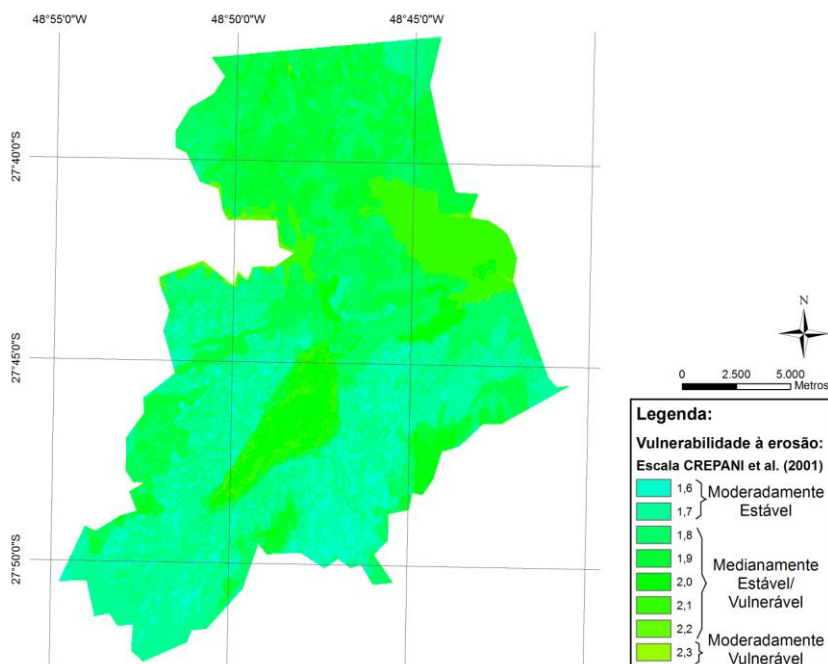 48°55'0"W
48°50'0"W
48°45'0"W
27°40'0"S
27°45'0"S
27°50'0"S
N
0 2.500 5.000
Metros
Legenda:
Vulnerabilidade à erosão:
Escala CREPANI et al. (2001)
1,6
1,7
Moderadamente
Estável
1,8
1,9
2,0
2,1
2,2
Medianamente
Estável/
Vulnerável
2,3
Moderadamente
Vulnerável